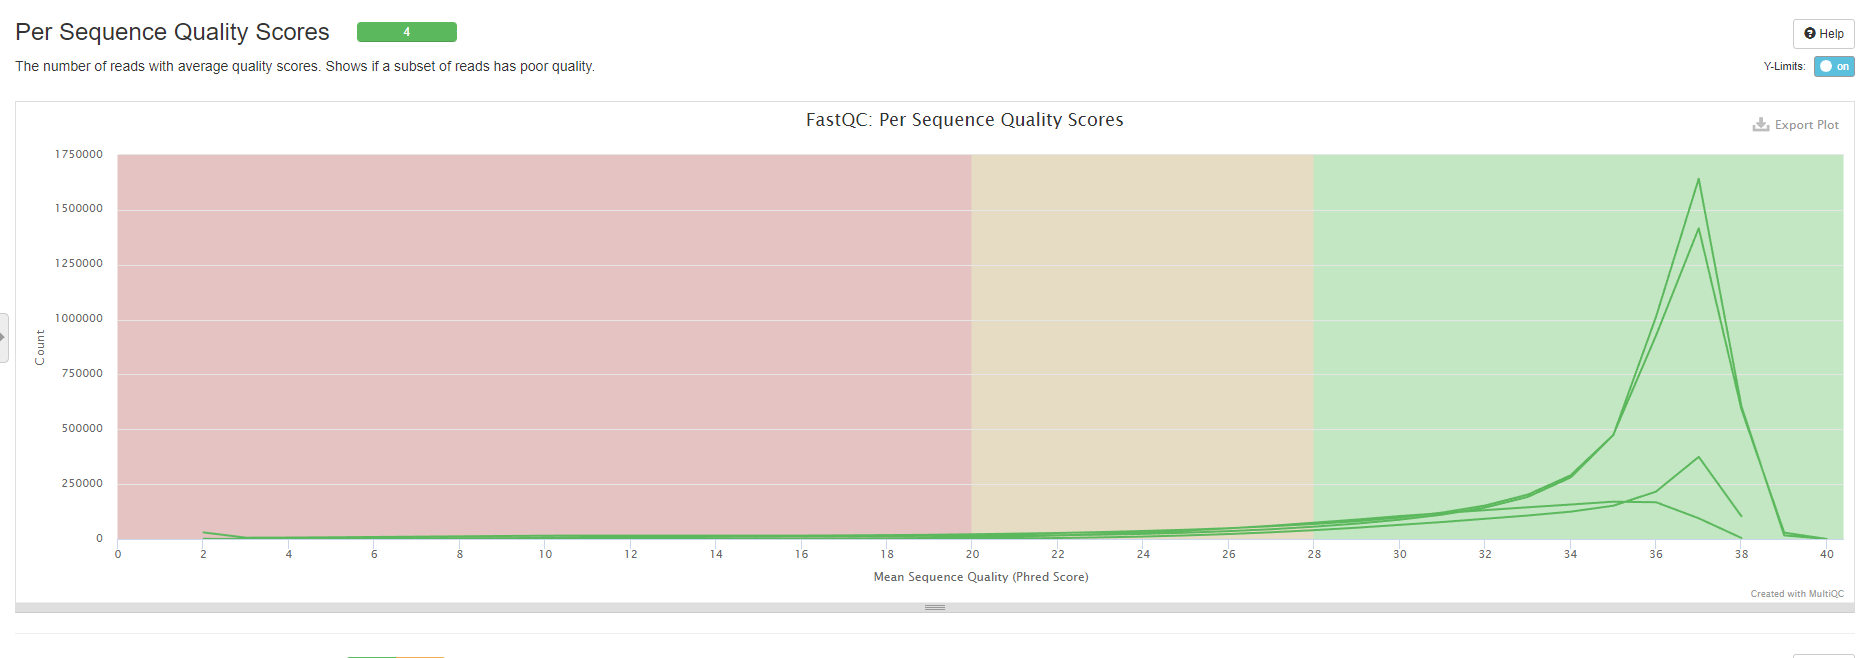 Per Sequence Quality Scores
4
Help
The number of reads with average quality scores. Shows if a subset of reads has poor quality.
Y-Limits: on
FastQC: Per Sequence Quality Scores
Export Plot
1750000
1500000
1250000
1000000
750000
500000
250000
0
Count
0 2 4 6 8 10 12 14 16 18 20 22 24 26 28 30 32 34 36 38 40
Mean Sequence Quality (Phred Score)
Created with MultiQC